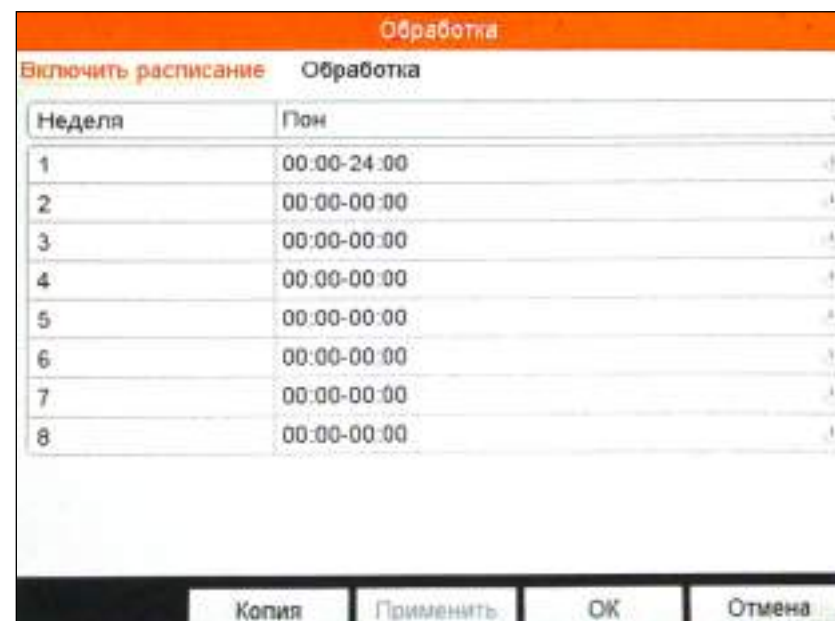 Обработка
Включить расписание Обработка
Неделя Пон
1 00:00-24:00
2 00:00-00:00
3 00:00-00:00
4 00:00-00:00
5 00:00-00:00
6 00:00-00:00
7 00:00-00:00
8 00:00-00:00
Копия Применить ОК Отмена